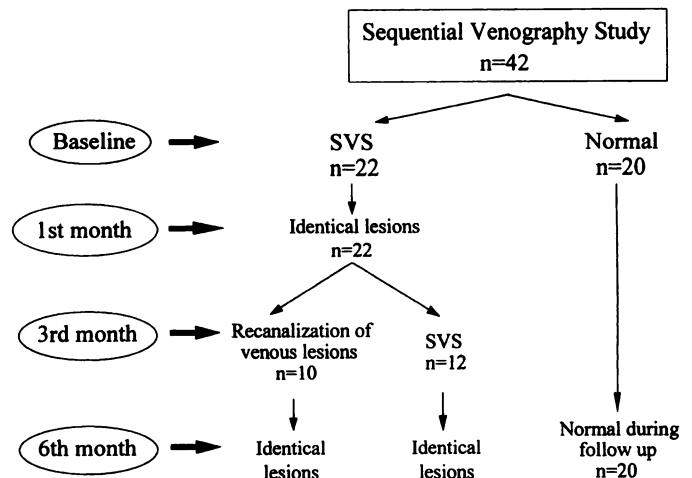 Sequential Venography Study
n=42
Baseline
SVS
n=22
Normal
n=20
1st month
Identical lesions
n=22
3rd month
Recanalization of
venous lesions
n=10
SVS
n=12
6th month
Identical
lesions
Identical
lesions
Normal during
follow up
n=20